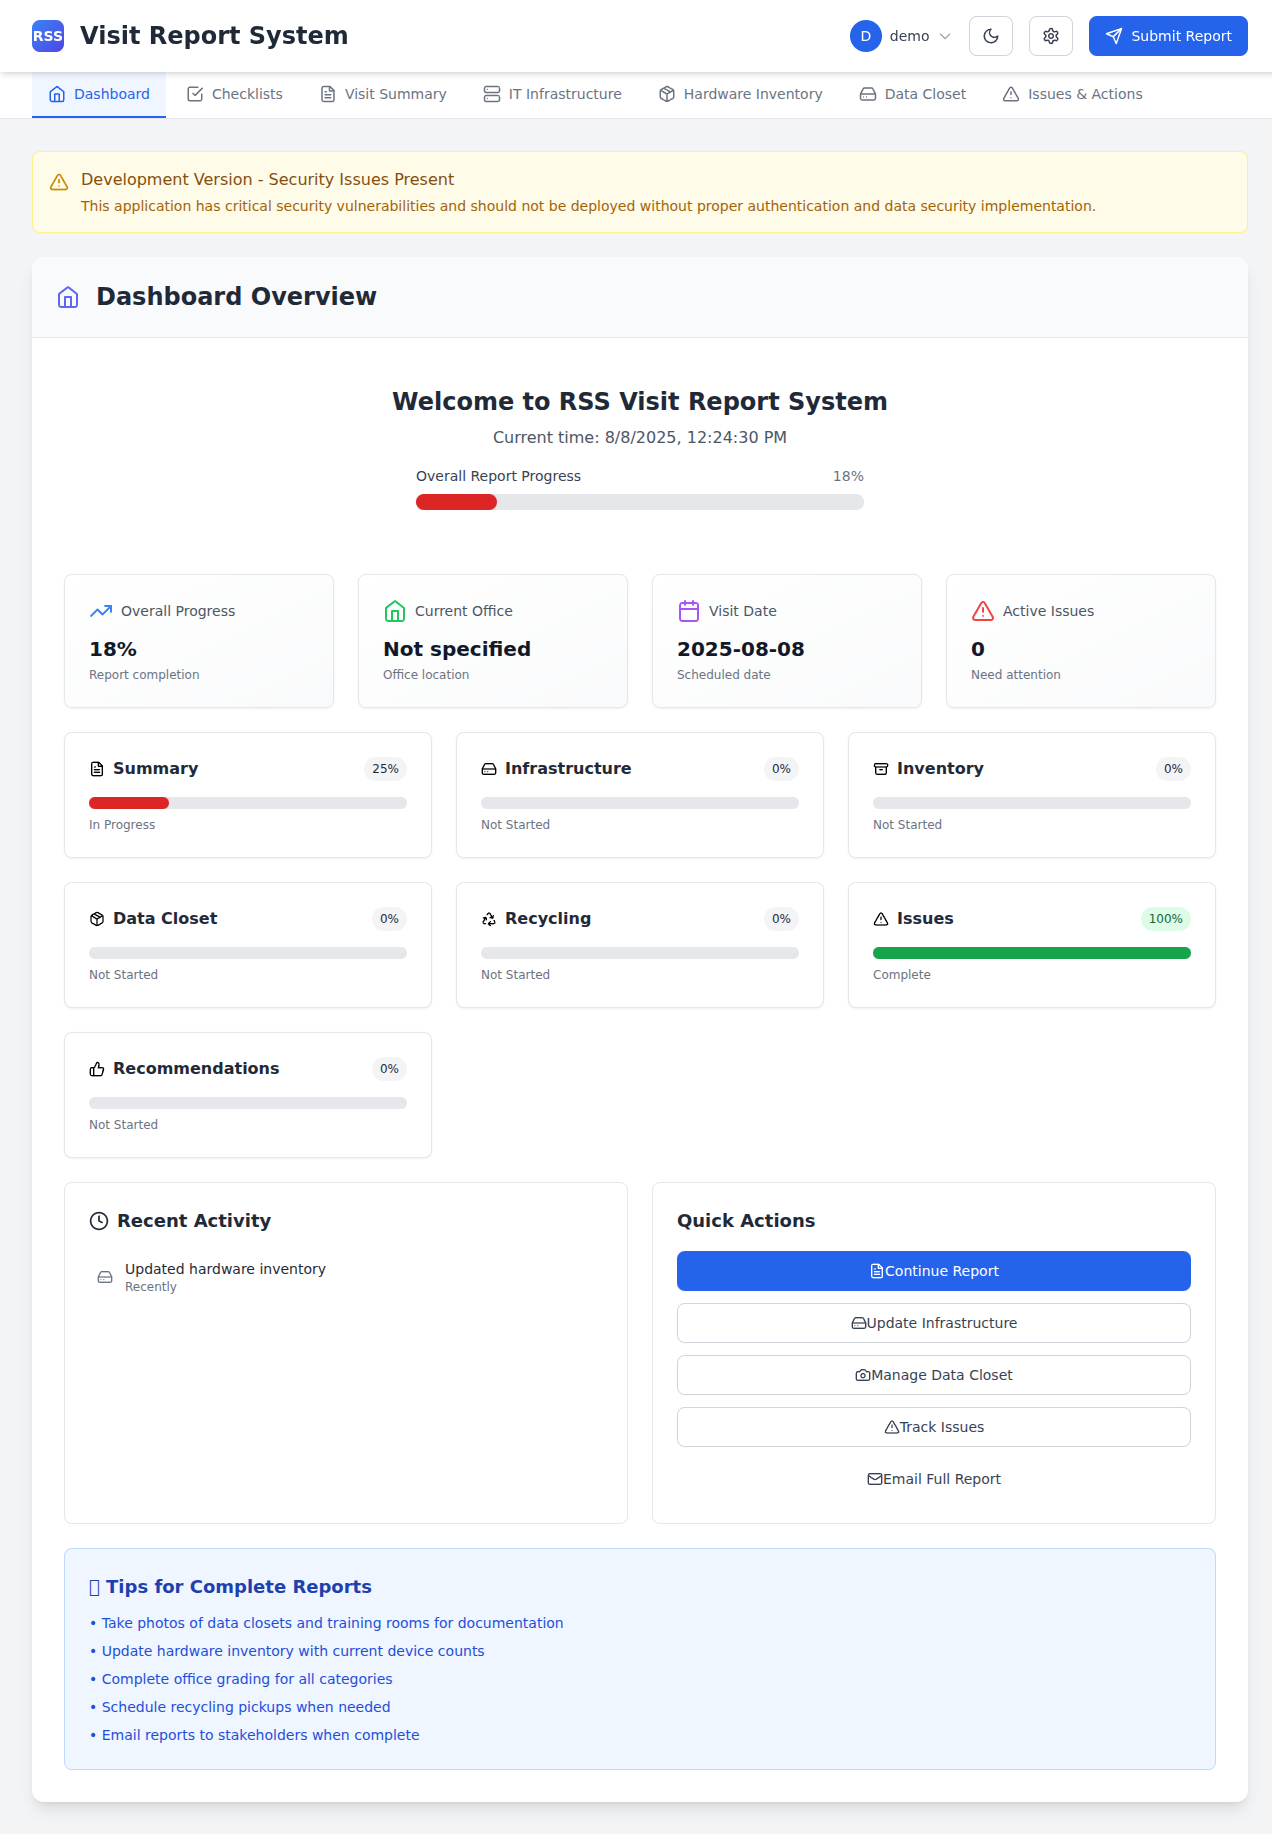 RSS Visit Report System D demo Submit Report
Dashboard Checklists Visit Summary IT Infrastructure Hardware Inventory Data Closet Issues & Actions
Development Version - Security Issues Present
This application has critical security vulnerabilities and should not be deployed without proper authentication and data security implementation.
Dashboard Overview
Welcome to RSS Visit Report System
Current time: 8/8/2025, 12:24:30 PM
Overall Report Progress 18%
Overall Progress
18%
Report completion
Current Office
Not specified
Office location
Visit Date
2025-08-08
Scheduled date
Active Issues
0
Need attention
Summary 25%
In Progress
Infrastructure 0%
Not Started
Inventory 0%
Not Started
Data Closet 0%
Not Started
Recycling 0%
Not Started
Issues 100%
Complete
Recommendations 0%
Not Started
Recent Activity
Updated hardware inventory
Recently
Quick Actions
Continue Report
Update Infrastructure
Manage Data Closet
Track Issues
Email Full Report
Tips for Complete Reports
• Take photos of data closets and training rooms for documentation
• Update hardware inventory with current device counts
• Complete office grading for all categories
• Schedule recycling pickups when needed
• Email reports to stakeholders when complete